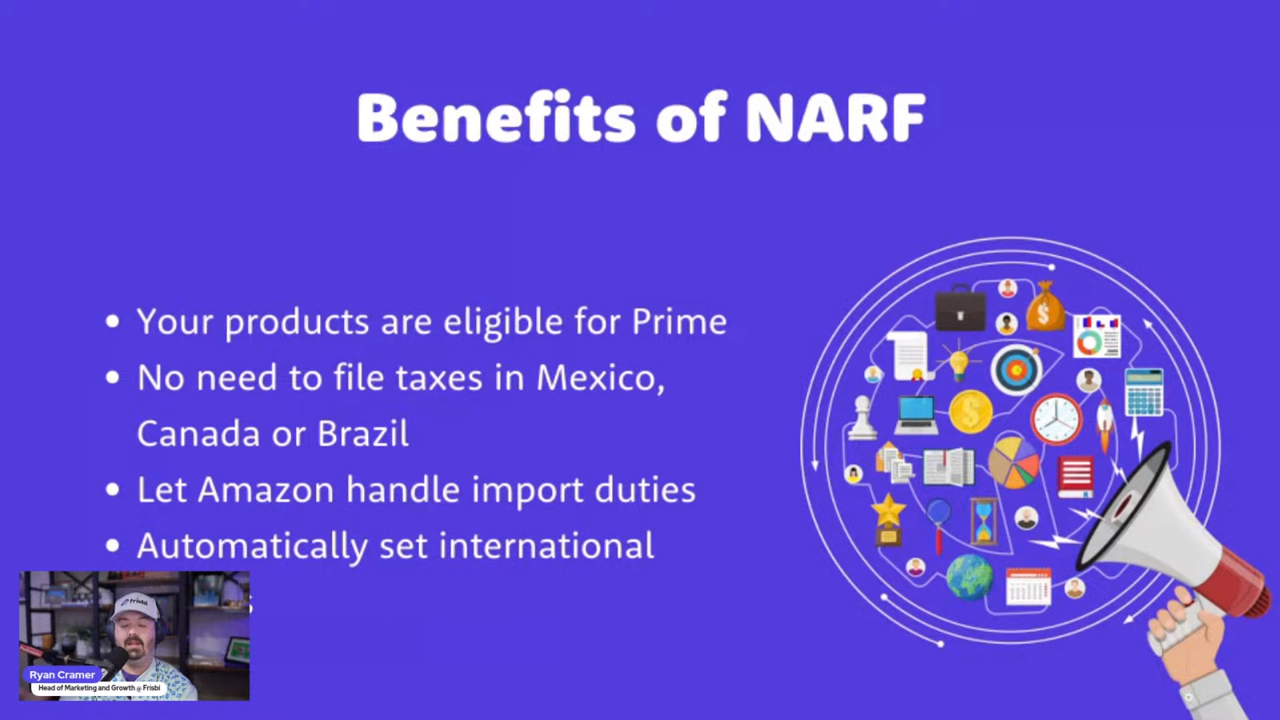 Benefits of NARF
• Your products are eligible for Prime
• No need to file taxes in Mexico,
Canada or Brazil
• Let Amazon handle import duties
• Automatically set international
frisbi
Ryan Cramer
Head of Marketing and Growth @ Frisbi